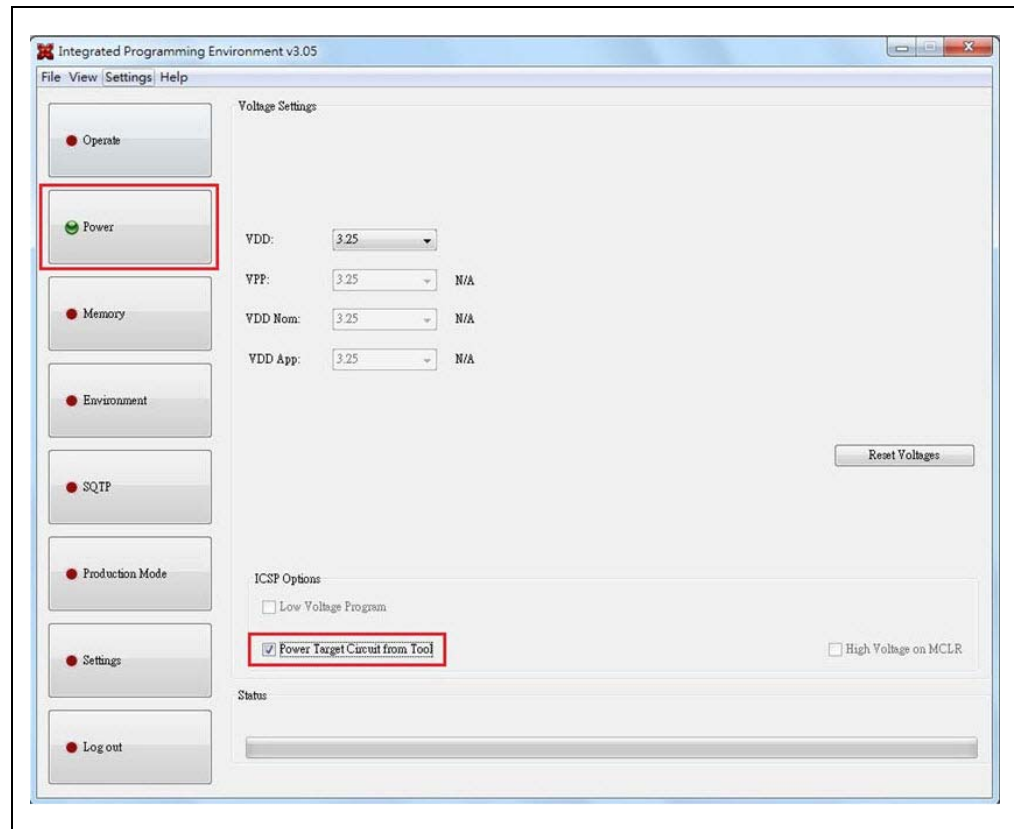 Integrated Programming Environment v3.05
File View Settings Help
Operate
Power
Memory
Environment
SQTP
Production Mode
Settings
Log out
Voltage Settings
VDD: 3.25
VPP: 3.25 N/A
VDD Nom: 3.25 N/A
VDD App: 3.25 N/A
Reset Voltages
ICSP Options
Low Voltage Program
Power Target Circuit from Tool High Voltage on MCLR
Status